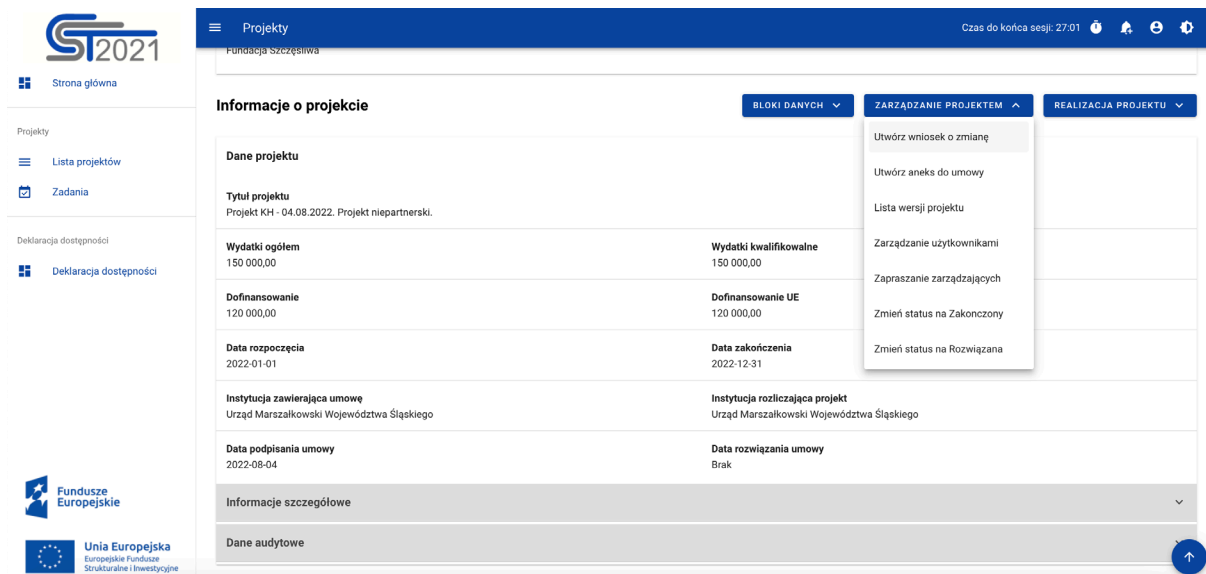 CST2021
Projekty
Czas do końca sesji: 27:01
Strona główna
Projekty
Lista projektów
Zadania
Deklaracja dostępności
Deklaracja dostępności
Fundusze
Europejskie
Unia Europejska
Europejskie Fundusze
Strukturalne i Inwestycyjne
Fundacja Szczęśliwa
Informacje o projekcie
BLOKI DANYCH
ZARZĄDZANIE PROJEKTEM
REALIZACJA PROJEKTU
Utwórz wniosek o zmianę
Utwórz aneks do umowy
Lista wersji projektu
Zarządzanie użytkownikami
Zapraszanie zarządzających
Zmień status na Zakonczony
Zmień status na Rozwiązana
Dane projektu
Tytuł projektu
Projekt KH - 04.08.2022. Projekt niepartnerski.
Wydatki ogółem
150 000,00
Wydatki kwalifikowalne
150 000,00
Dofinansowanie
120 000,00
Dofinansowanie UE
120 000,00
Data rozpoczęcia
2022-01-01
Data zakończenia
2022-12-31
Instytucja zawierająca umowę
Urząd Marszałkowski Województwa Śląskiego
Instytucja rozliczająca projekt
Urząd Marszałkowski Województwa Śląskiego
Data podpisania umowy
2022-08-04
Data rozwiązania umowy
Brak
Informacje szczegółowe
Dane audytowe